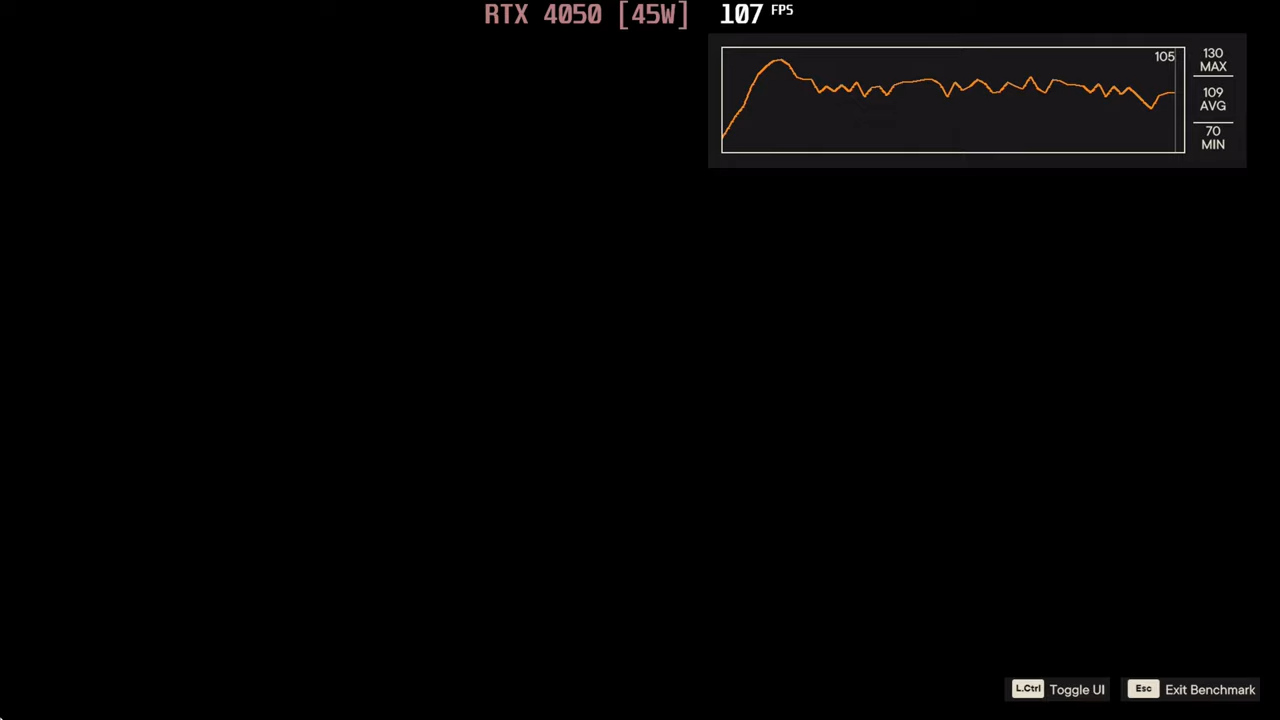 RTX 4050 [45W] 107 FPS
105
130
MAX
109
AVG
70
MIN
L.Ctrl Toggle UI Esc Exit Benchmark